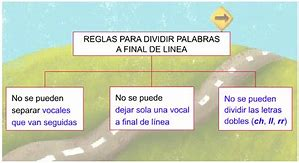 REGLAS PARA DIVIDIR PALABRAS
A FINAL DE LINEA
No se pueden
separar vocales
que van seguidas
No se puede
dejar sola una vocal
a final de línea
No se pueden
dividir las letras
dobles (ch, ll, rr)